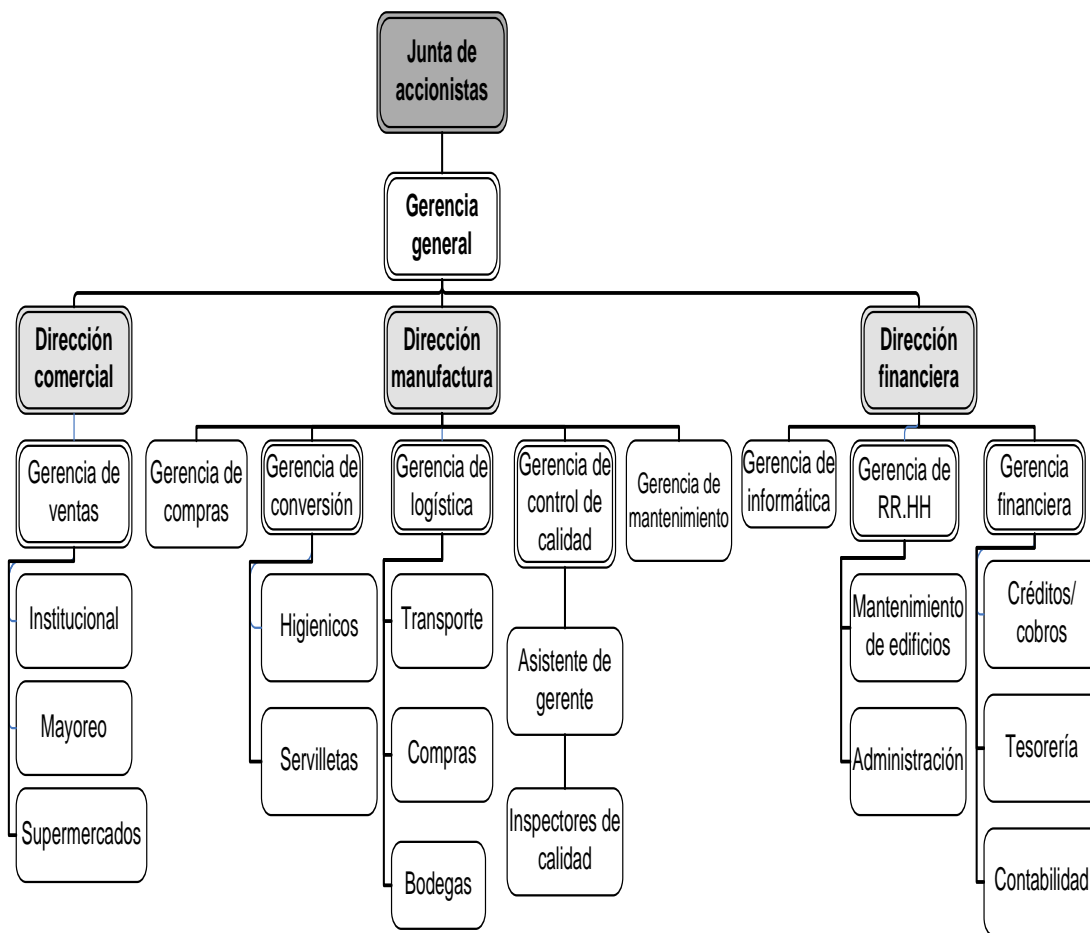 Junta de
accionistas
Gerencia
general
Dirección
comercial
Dirección
manufactura
Dirección
financiera
Gerencia de
ventas
Gerencia de
compras
Gerencia de
conversión
Gerencia de
logística
Gerencia de
control de
calidad
Gerencia de
mantenimiento
Gerencia de
informática
Gerencia de
RR.HH
Gerencia
financiera
Institucional
Mayoreo
Supermercados
Higienicos
Servilletas
Transporte
Compras
Bodegas
Asistente de
gerente
Inspectores de
calidad
Mantenimiento
de edificios
Administración
Créditos/
cobros
Tesorería
Contabilidad